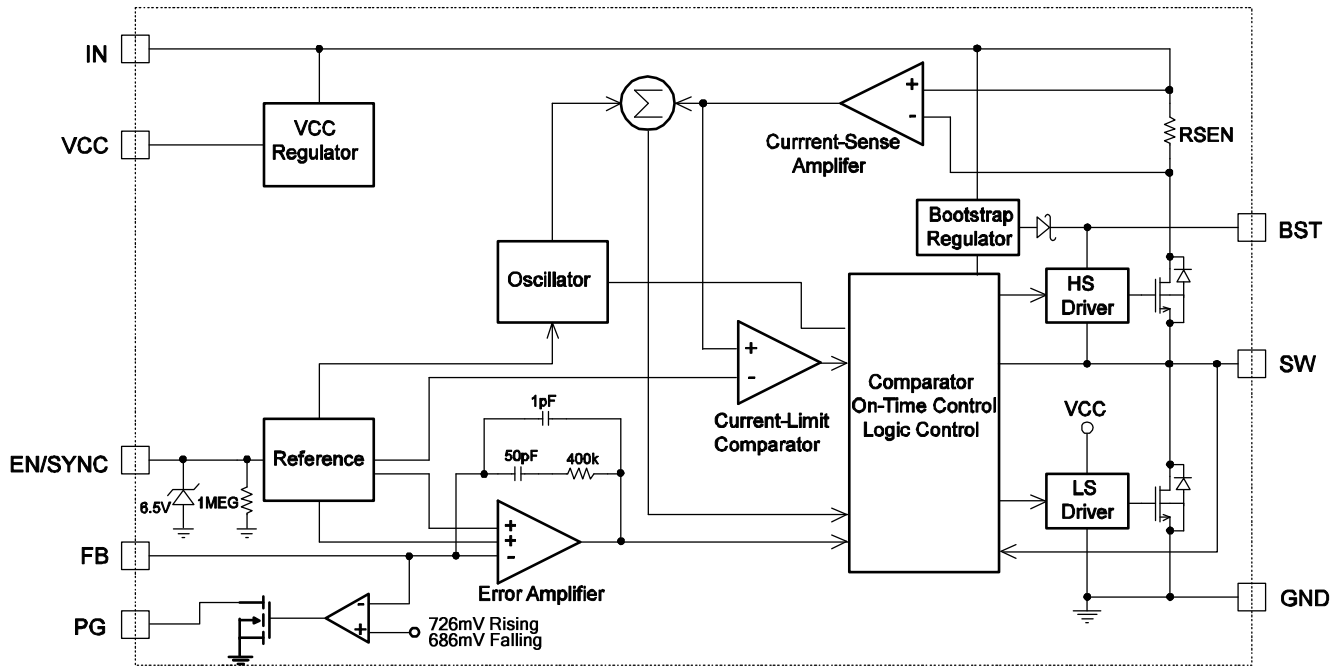 IN
VCC
VCC
Regulator
Σ
+
-
Currrent-Sense
Amplifer
RSEN
Bootstrap
Regulator
BST
Oscillator
HS
Driver
+
-
Current-Limit
Comparator
Comparator
On-Time Control
Logic Control
SW
VCC
1pF
50pF
400k
EN/SYNC
Reference
6.5V
1MEG
LS
Driver
FB
+
+
-
Error Amplifier
PG
-
+
726mV Rising
686mV Falling
GND